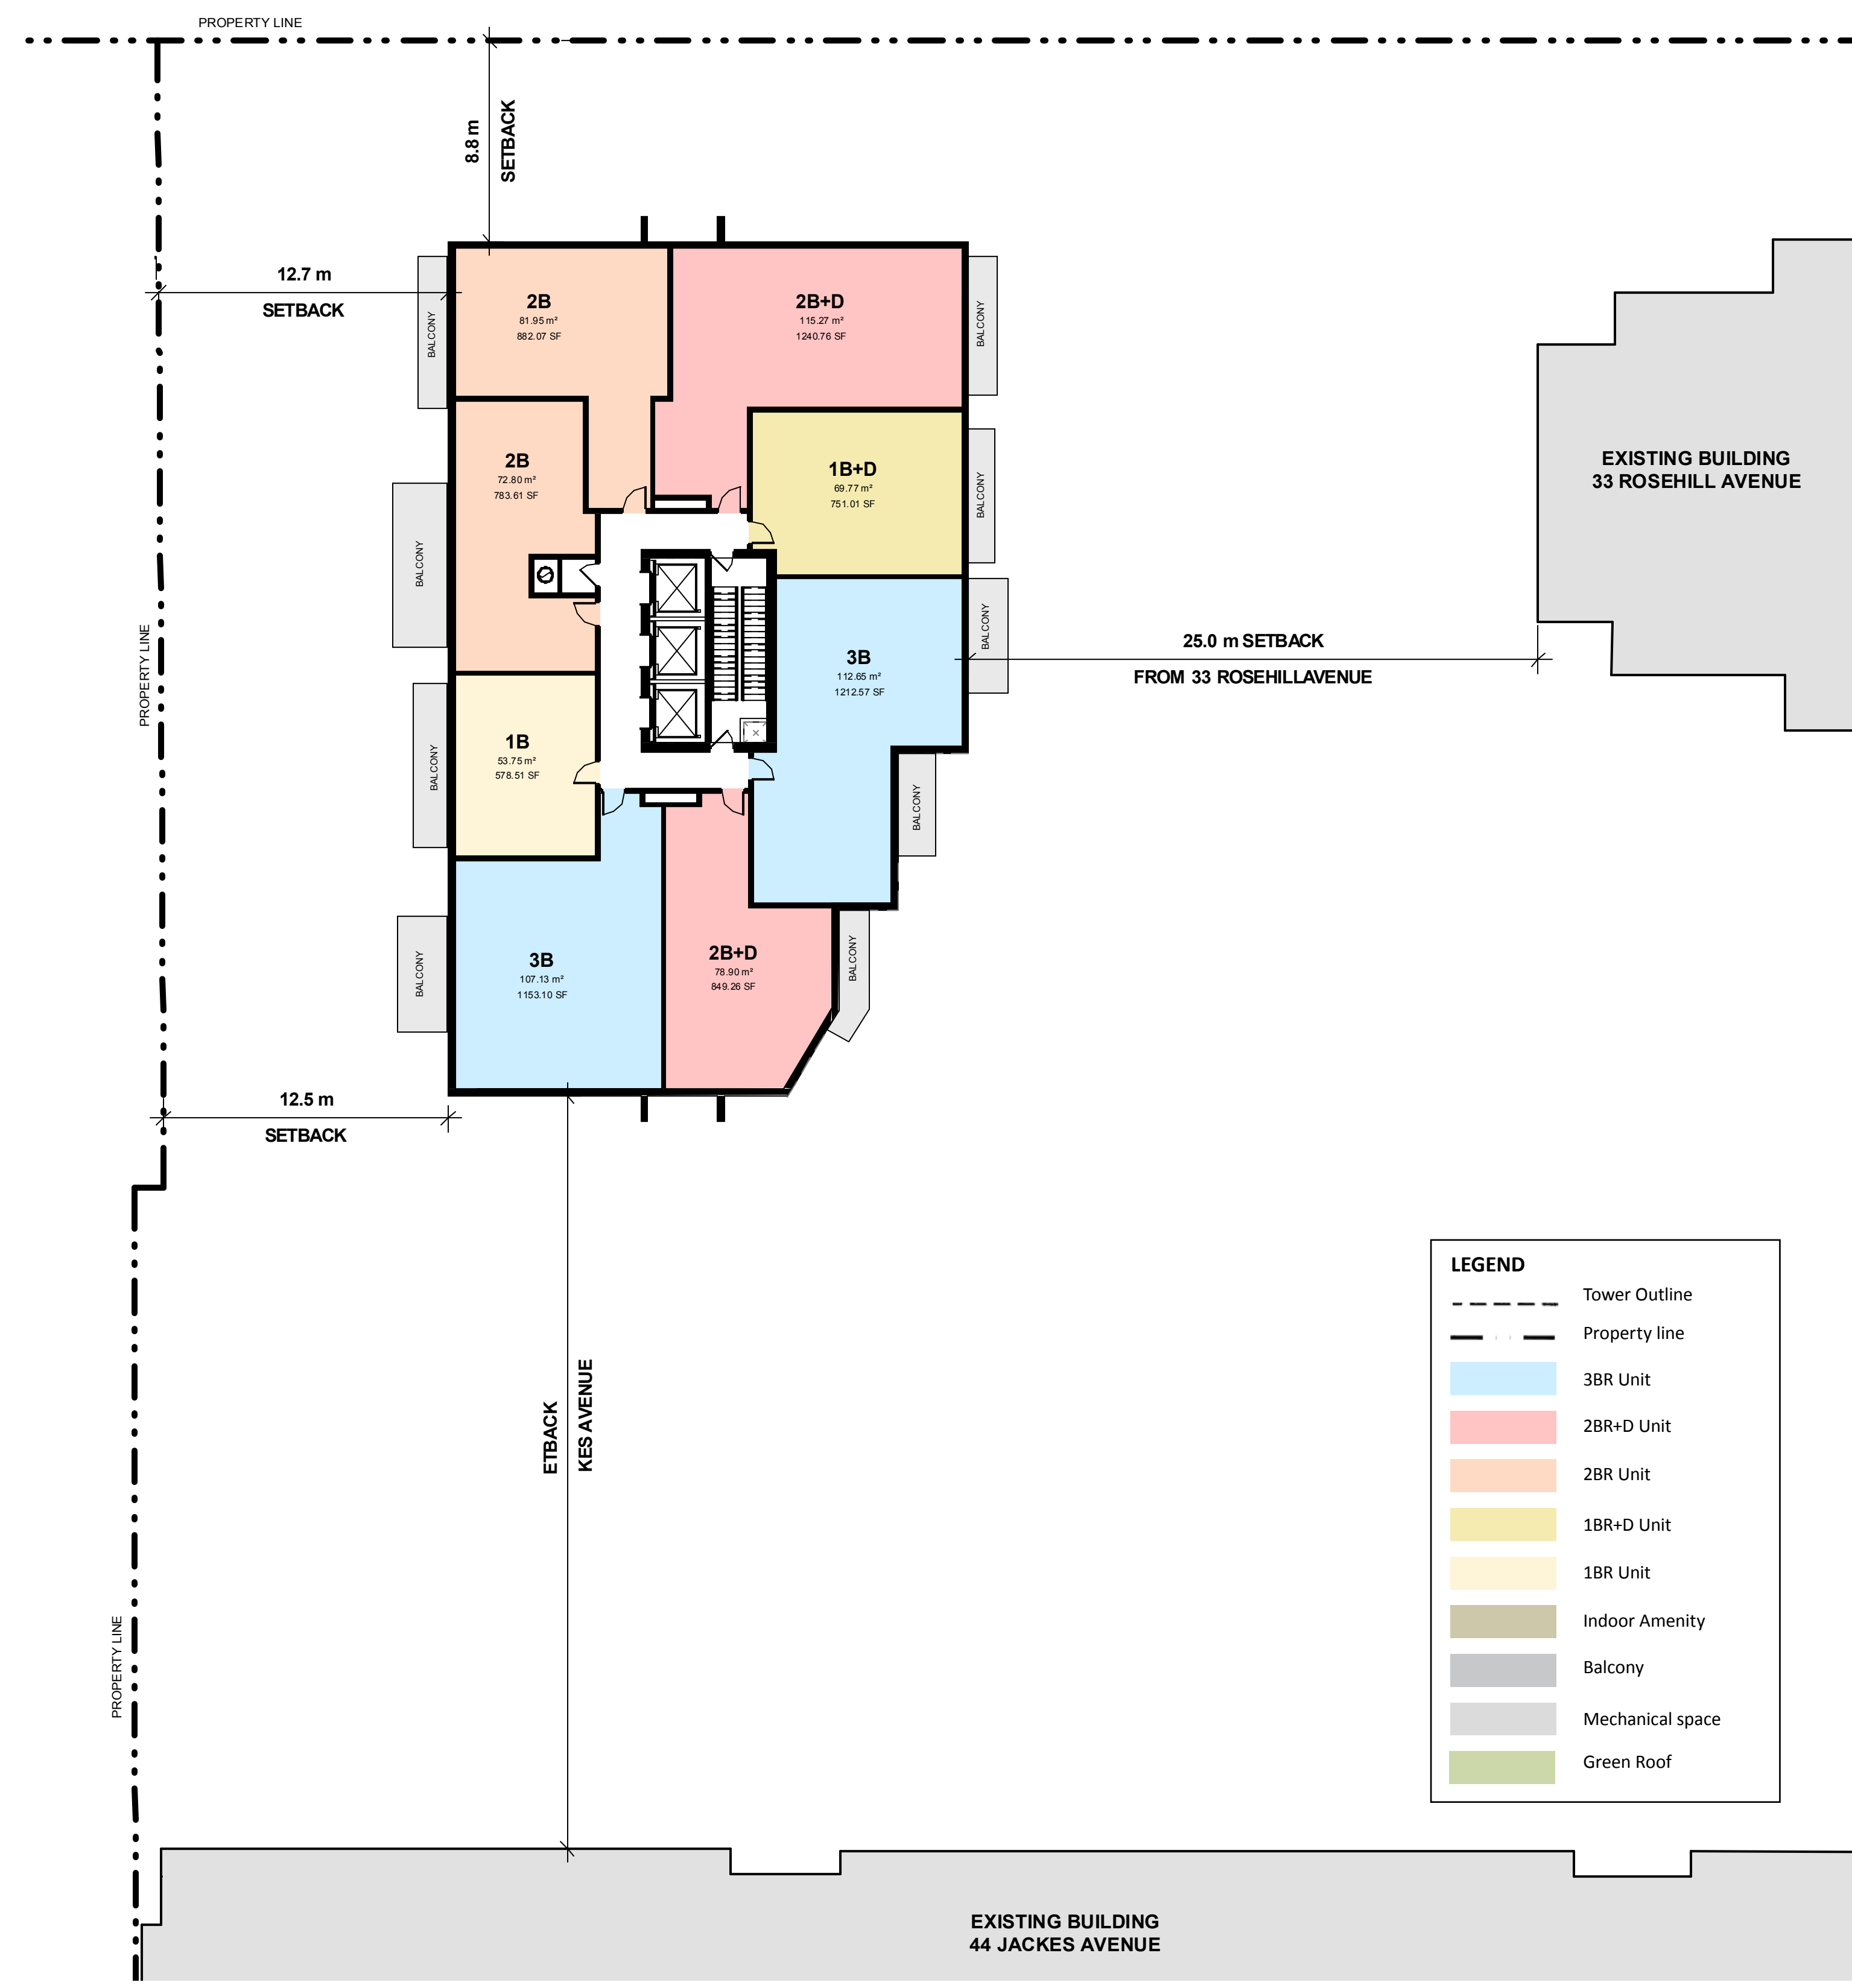 PROPERTY LINE
8.8 m
SETBACK
12.7 m
SETBACK
BALCONY
2B
81.95 m²
882.07 SF
2B+D
115.27 m²
1240.76 SF
BALCONY
2B
72.80 m²
783.61 SF
1B+D
69.77 m²
751.01 SF
BALCONY
EXISTING BUILDING
33 ROSEHILL AVENUE
BALCONY
PROPERTY LINE
3B
112.65 m²
1212.57 SF
BALCONY
25.0 m SETBACK
FROM 33 ROSEHILLAVENUE
1B
53.75 m²
578.51 SF
BALCONY
BALCONY
3B
107.13 m²
1153.10 SF
2B+D
78.90 m²
849.26 SF
BALCONY
BALCONY
12.5 m
SETBACK
ETBACK
KES AVENUE
PROPERTY LINE
LEGEND
Tower Outline
Property line
3BR Unit
2BR+D Unit
2BR Unit
1BR+D Unit
1BR Unit
Indoor Amenity
Balcony
Mechanical space
Green Roof
EXISTING BUILDING
44 JACKES AVENUE